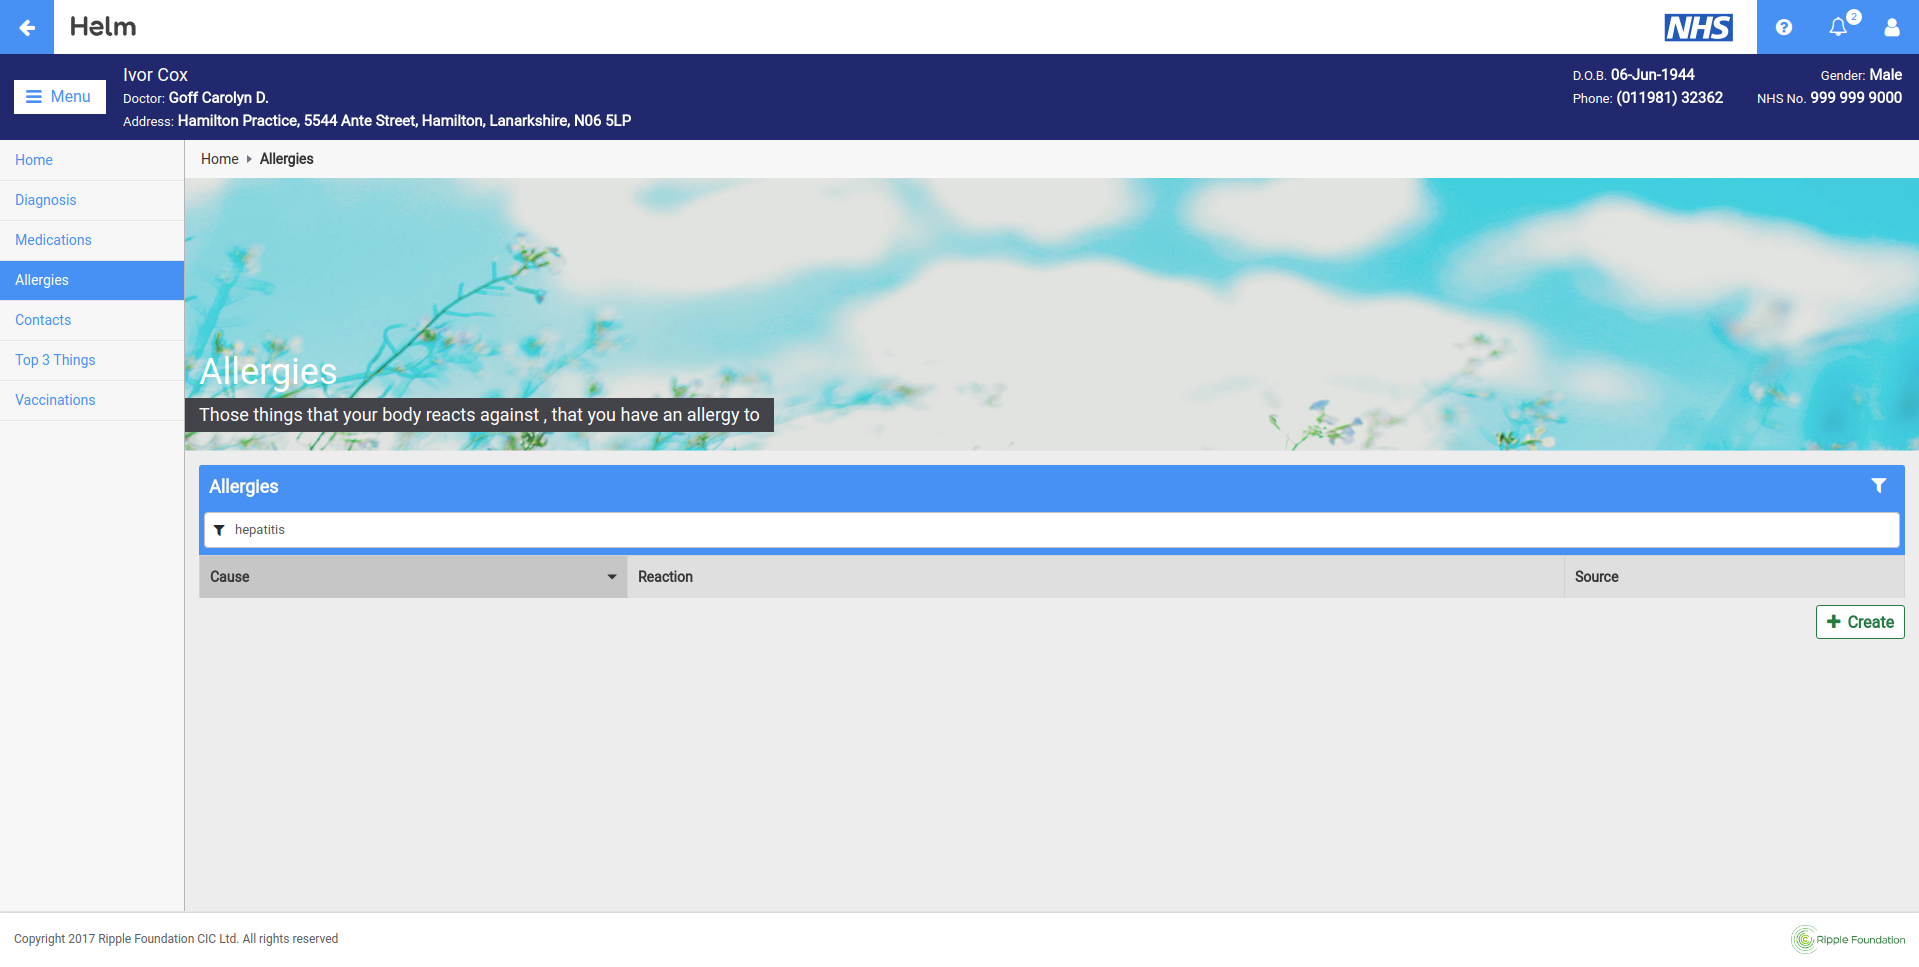 Helm
NHS
2
Menu
Ivor Cox
Doctor: Goff Carolyn D.
Address: Hamilton Practice, 5544 Ante Street, Hamilton, Lanarkshire, N06 5LP
D.O.B. 06-Jun-1944
Gender: Male
Phone: (011981) 32362
NHS No. 999 999 9000
Home
Diagnosis
Medications
Allergies
Contacts
Top 3 Things
Vaccinations
Home Allergies
Allergies
Those things that your body reacts against , that you have an allergy to
Allergies
hepatitis
Cause Reaction Source
Create
Copyright 2017 Ripple Foundation CIC Ltd. All rights reserved
Ripple Foundation